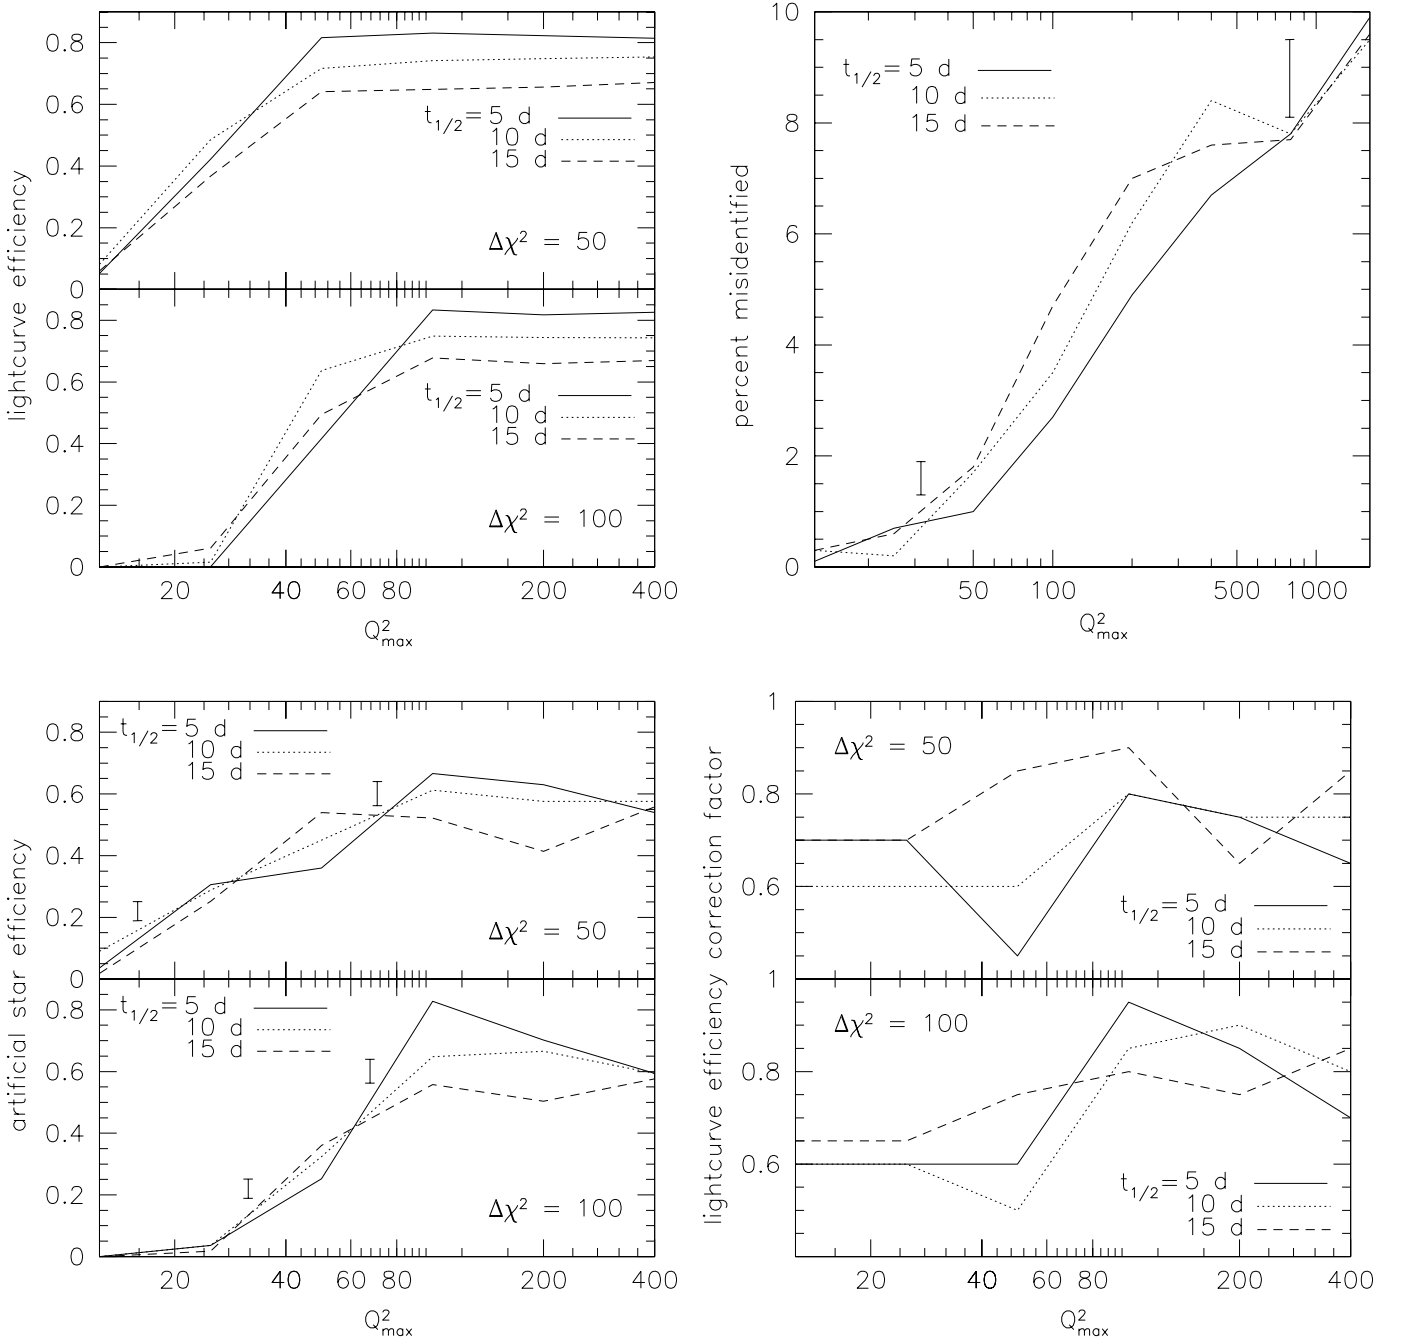 0.8
0.6
0.4
0.2
0
t1/2= 5 d
10 d
15 d
Δχ² = 50
0.8
0.6
0.4
0.2
0
t1/2= 5 d
10 d
15 d
Δχ² = 100
20 40 60 80 200 400
Q²max
lightcurve efficiency
10
8
6
4
2
0
t1/2= 5 d
10 d
15 d
50 100 500 1000
Q²max
percent misidentified
0.8
0.6
0.4
0.2
0
t1/2= 5 d
10 d
15 d
Δχ² = 50
0.8
0.6
0.4
0.2
0
t1/2= 5 d
10 d
15 d
Δχ² = 100
20 40 60 80 200 400
Q²max
artificial star efficiency
1
0.8
0.6
Δχ² = 50
t1/2= 5 d
10 d
15 d
1
0.8
0.6
Δχ² = 100
t1/2= 5 d
10 d
15 d
20 40 60 80 200 400
Q²max
lightcurve efficiency correction factor